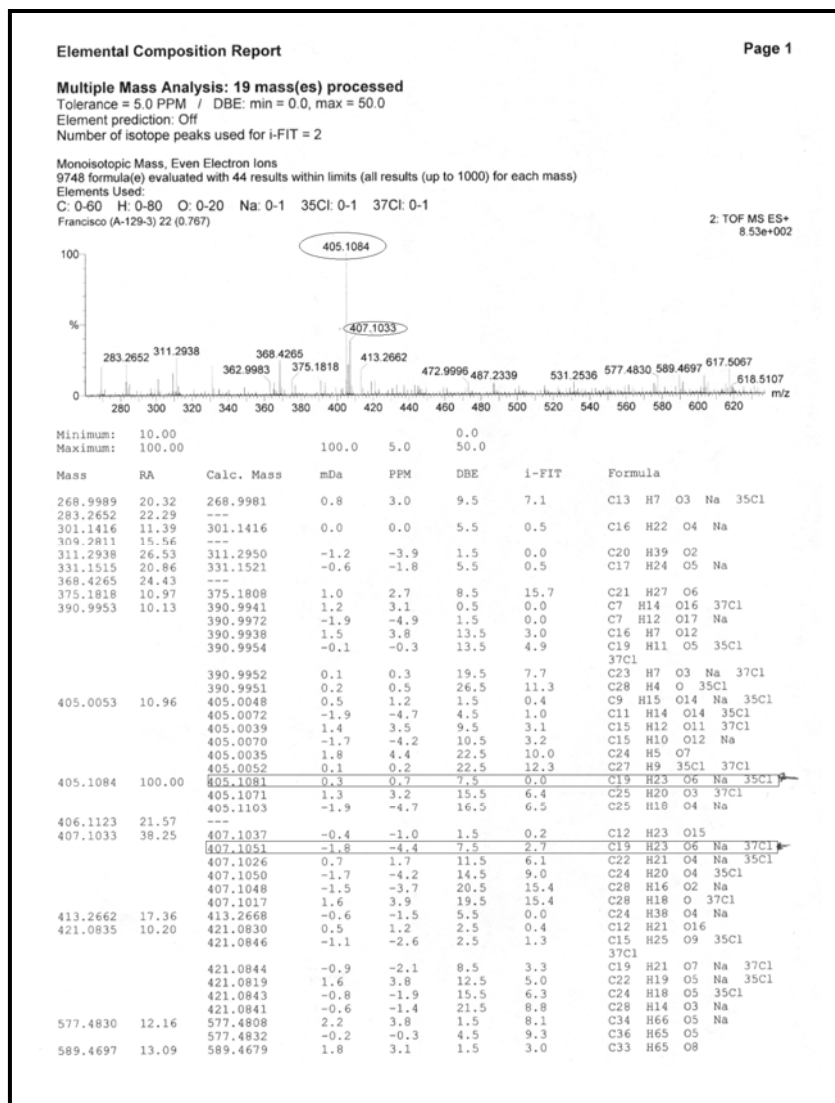 Elemental Composition Report Page 1
Multiple Mass Analysis: 19 mass(es) processed
Tolerance = 5.0 PPM / DBE: min = 0.0, max = 50.0
Element prediction: Off
Number of isotope peaks used for i-FIT = 2
Monoisotopic Mass, Even Electron Ions
9748 formula(e) evaluated with 44 results within limits (all results (up to 1000) for each mass)
Elements Used:
C: 0-60 H: 0-80 O: 0-20 Na: 0-1 35Cl: 0-1 37Cl: 0-1
Francisco (A-129-3) 22 (0.767) 2: TOF MS ES+
8.53e+002
405.1084
100
%
407.1033
283.2652 311.2938 362.9983 368.4265 375.1818 413.2662 472.9996 487.2339 531.2536 577.4830 589.4697 617.5067 618.5107
0 m/z
280 300 320 340 360 380 400 420 440 460 480 500 520 540 560 580 600 620
Minimum: 10.00 0.0
Maximum: 100.00 100.0 5.0 50.0
Mass RA Calc. Mass mDa PPM DBE i-FIT Formula
268.9989 20.32 268.9981 0.8 3.0 9.5 7.1 C13 H7 O3 Na 35Cl
283.2652 22.29 ---
301.1416 11.39 301.1416 0.0 0.0 5.5 0.5 C16 H22 O4 Na
309.2811 15.56 ---
311.2938 26.53 311.2950 -1.2 -3.9 1.5 0.0 C20 H39 O2
331.1515 20.86 331.1521 -0.6 -1.8 5.5 0.5 C17 H24 O5 Na
368.4265 24.43 ---
375.1818 10.97 375.1808 1.0 2.7 8.5 15.7 C21 H27 O6
390.9953 10.13 390.9941 1.2 3.1 0.5 0.0 C7 H14 O16 37Cl
390.9972 -1.9 -4.9 1.5 0.0 C7 H12 O17 Na
390.9938 1.5 3.8 13.5 3.0 C16 H7 O12
390.9954 -0.1 -0.3 13.5 4.9 C19 H11 O5 35Cl
37Cl
390.9952 0.1 0.3 19.5 7.7 C23 H7 O3 Na 37Cl
390.9951 0.2 0.5 26.5 11.3 C28 H4 O 35Cl
405.0053 10.96 405.0048 0.5 1.2 1.5 0.4 C9 H15 O14 Na 35Cl
405.0072 -1.9 -4.7 4.5 1.0 C11 H14 O14 35Cl
405.0039 1.4 3.5 9.5 3.1 C15 H12 O11 37Cl
405.0070 -1.7 -4.2 10.5 3.2 C15 H10 O12 Na
405.0035 1.8 4.4 22.5 10.0 C24 H5 O7
405.0052 0.1 0.2 22.5 12.3 C27 H9 35Cl 37Cl
405.1084 100.00 405.1081 0.3 0.7 7.5 0.0 C19 H23 O6 Na 35Cl
405.1071 1.3 3.2 15.5 6.4 C25 H20 O3 37Cl
405.1103 -1.9 -4.7 16.5 6.5 C25 H18 O4 Na
406.1123 21.57 ---
407.1033 38.25 407.1037 -0.4 -1.0 1.5 0.2 C12 H23 O15
407.1051 -1.8 -4.4 7.5 2.7 C19 H23 O6 Na 37Cl
407.1026 0.7 1.7 11.5 6.1 C22 H21 O4 Na 35Cl
407.1050 -1.7 -4.2 14.5 9.0 C24 H20 O4 35Cl
407.1048 -1.5 -3.7 20.5 15.4 C28 H16 O2 Na
407.1017 1.6 3.9 19.5 15.4 C28 H18 O 37Cl
413.2662 17.36 413.2668 -0.6 -1.5 5.5 0.0 C24 H38 O4 Na
421.0835 10.20 421.0830 0.5 1.2 2.5 0.4 C12 H21 O16
421.0846 -1.1 -2.6 2.5 1.3 C15 H25 O9 35Cl
37Cl
421.0844 -0.9 -2.1 8.5 3.3 C19 H21 O7 Na 37Cl
421.0819 1.6 3.8 12.5 5.0 C22 H19 O5 Na 35Cl
421.0843 -0.8 -1.9 15.5 6.3 C24 H18 O5 35Cl
421.0841 -0.6 -1.4 21.5 8.8 C28 H14 O3 Na
577.4830 12.16 577.4808 2.2 3.8 1.5 8.1 C34 H66 O5 Na
577.4832 -0.2 -0.3 4.5 9.3 C36 H65 O5
589.4697 13.09 589.4679 1.8 3.1 1.5 3.0 C33 H65 O8